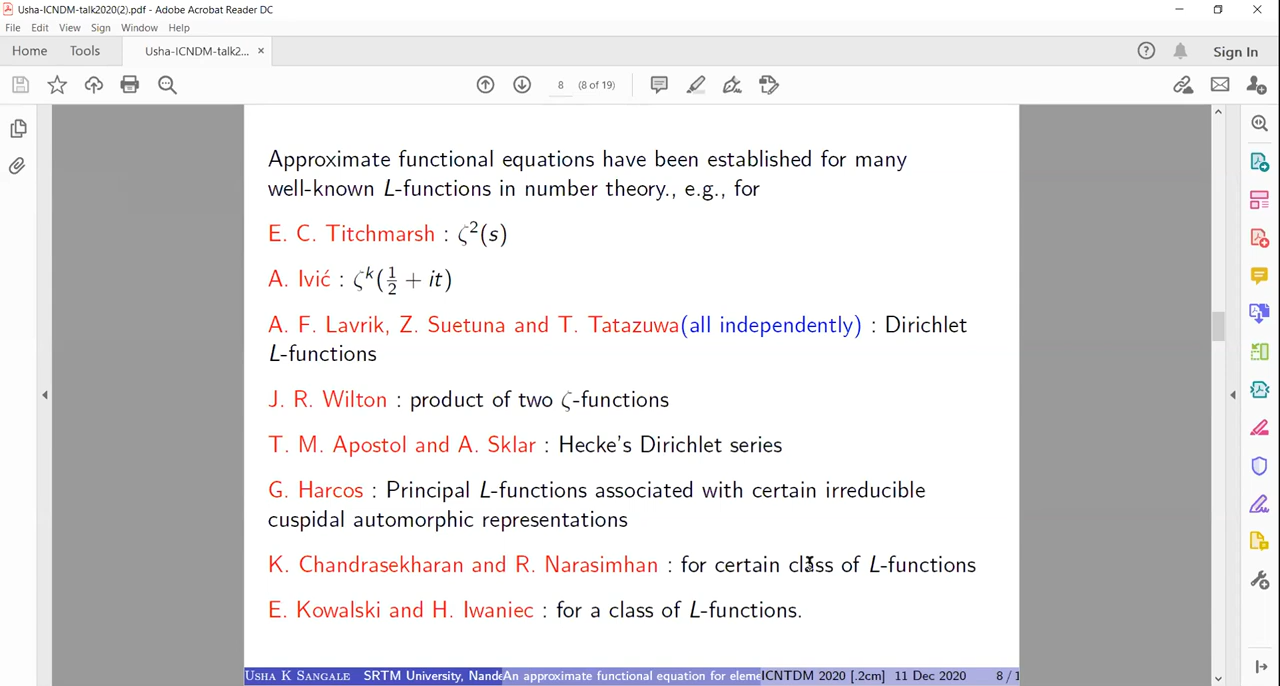 Usha-ICNDM-talk2020(2).pdf - Adobe Acrobat Reader DC
File Edit View Sign Window Help
Home Tools Usha-ICNDM-talk2... × Sign In
8 (8 of 19)
Approximate functional equations have been established for many
well-known L-functions in number theory., e.g., for
E. C. Titchmarsh : ζ²(s)
A. Ivić : ζᵏ(1/2 + it)
A. F. Lavrik, Z. Suetuna and T. Tatazuwa(all independently) : Dirichlet
L-functions
J. R. Wilton : product of two ζ-functions
T. M. Apostol and A. Sklar : Hecke's Dirichlet series
G. Harcos : Principal L-functions associated with certain irreducible
cuspidal automorphic representations
K. Chandrasekharan and R. Narasimhan : for certain class of L-functions
E. Kowalski and H. Iwaniec : for a class of L-functions.
Usha K Sangale SRTM University, Nande An approximate functional equation for eleme ICNTDM 2020 [.2cm] 11 Dec 2020 8 / 1